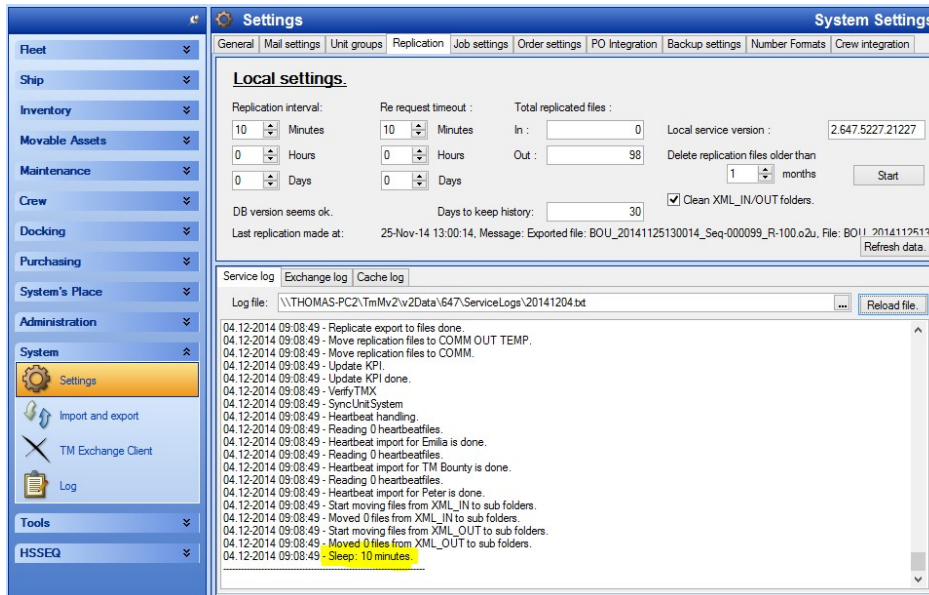 Settings
System Settings
Fleet
Ship
Inventory
Movable Assets
Maintenance
Crew
Docking
Purchasing
System's Place
Administration
System
Settings
Import and export
TM Exchange Client
Log
Tools
HSSEQ
General Mail settings Unit groups Replication Job settings Order settings PO Integration Backup settings Number Formats Crew integration
Local settings.
Replication interval: Re request timeout : Total replicated files :
10 Minutes 10 Minutes In : 0 Local service version : 2.647.5227.21227
0 Hours 0 Hours Out : 98 Delete replication files older than
0 Days 0 Days 1 months Start
Clean XML_IN/OUT folders.
DB version seems ok. Days to keep history: 30
Last replication made at: 25-Nov-14 13:00:14, Message: Exported file: BOU_20141125130014_Seq-000099_R-100.o2u, File: BOU_201411251
Refresh data.
Service log Exchange log Cache log
Log file: \\THOMAS-PC2\TmMv2\v2Data\647\ServiceLogs\20141204.txt ... Reload file.
04.12-2014 09:08:49 - Replicate export to files done.
04.12-2014 09:08:49 - Move replication files to COMM OUT TEMP.
04.12-2014 09:08:49 - Move replication files to COMM.
04.12-2014 09:08:49 - Update KPI.
04.12-2014 09:08:49 - Update KPI done.
04.12-2014 09:08:49 - VerifyTMX
04.12-2014 09:08:49 - SyncUnitSystem
04.12-2014 09:08:49 - Heartbeat handling.
04.12-2014 09:08:49 - Reading 0 heartbeatfiles.
04.12-2014 09:08:49 - Heartbeat import for Emilia is done.
04.12-2014 09:08:49 - Reading 0 heartbeatfiles.
04.12-2014 09:08:49 - Heartbeat import for TM Bounty is done.
04.12-2014 09:08:49 - Reading 0 heartbeatfiles.
04.12-2014 09:08:49 - Heartbeat import for Peter is done.
04.12-2014 09:08:49 - Start moving files from XML_IN to sub folders.
04.12-2014 09:08:49 - Moved 0 files from XML_IN to sub folders.
04.12-2014 09:08:49 - Start moving files from XML_OUT to sub folders.
04.12-2014 09:08:49 - Moved 0 files from XML_OUT to sub folders.
04.12-2014 09:08:49 - Sleep: 10 minutes.